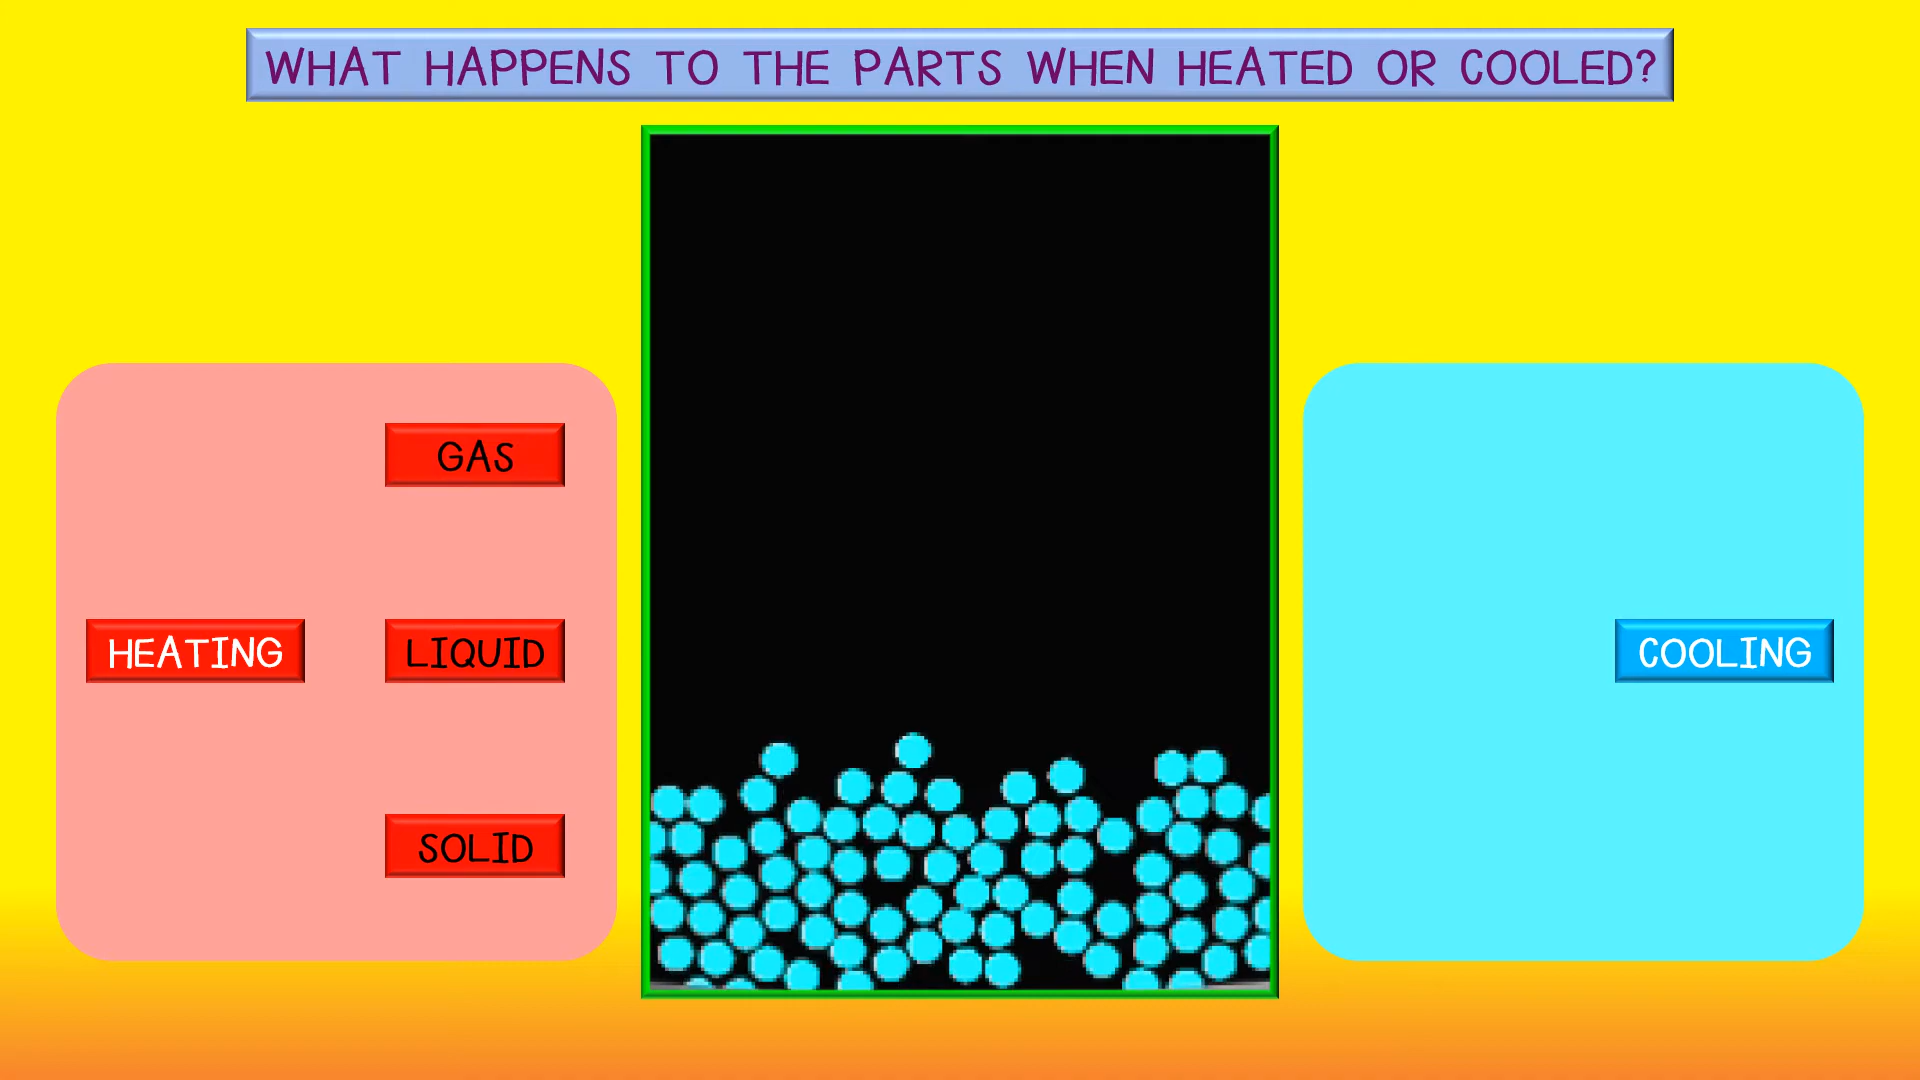 WHAT HAPPENS TO THE PARTS WHEN HEATED OR COOLED?
GAS
HEATING
LIQUID
SOLID
COOLING